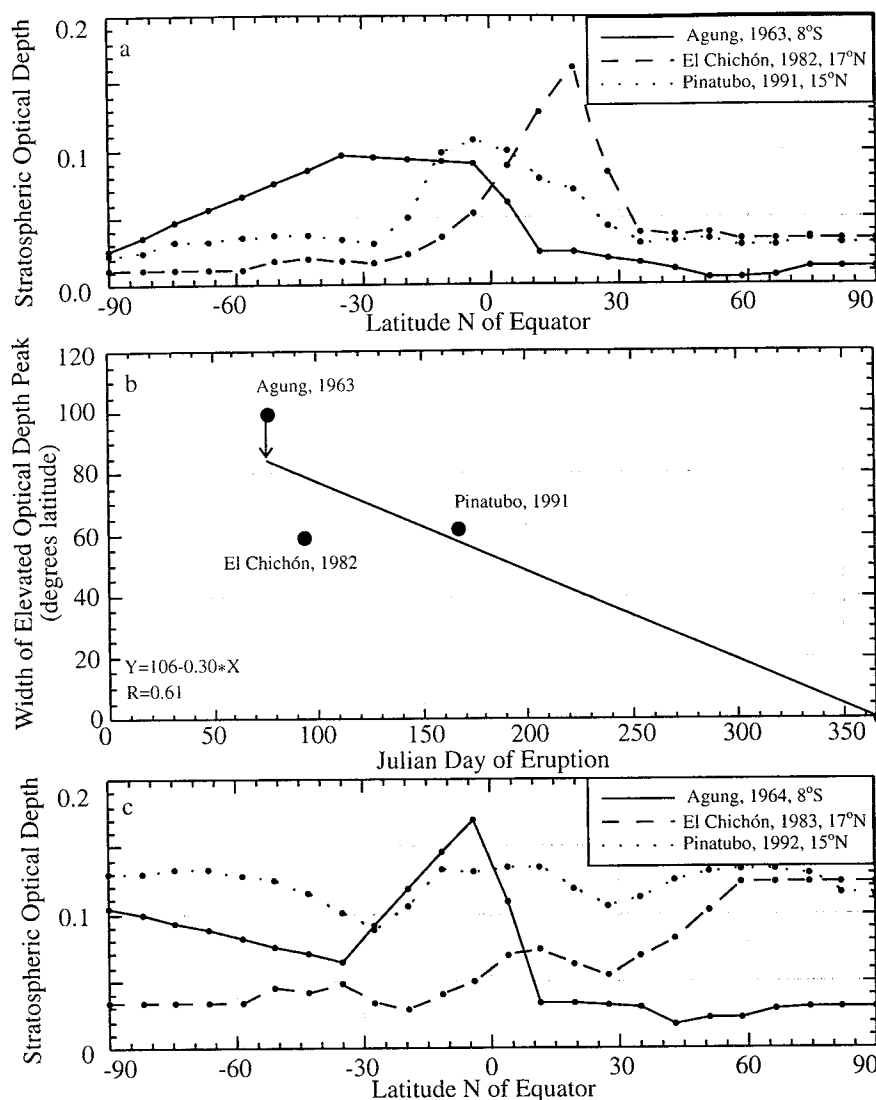 a
Agung, 1963, 8°S
El Chichón, 1982, 17°N
Pinatubo, 1991, 15°N
Stratospheric Optical Depth
0.2
0.1
0.0
-90
-60
-30
0
30
60
90
Latitude N of Equator
b
Agung, 1963
Pinatubo, 1991
El Chichón, 1982
Y=106-0.30*X
R=0.61
Width of Elevated Optical Depth Peak
(degrees latitude)
120
100
80
60
40
20
0
0
50
100
150
200
250
300
Julian Day of Eruption
c
Agung, 1964, 8°S
El Chichón, 1983, 17°N
Pinatubo, 1992, 15°N
Stratospheric Optical Depth
0.2
0.1
0
-90
-60
-30
0
30
60
90
Latitude N of Equator